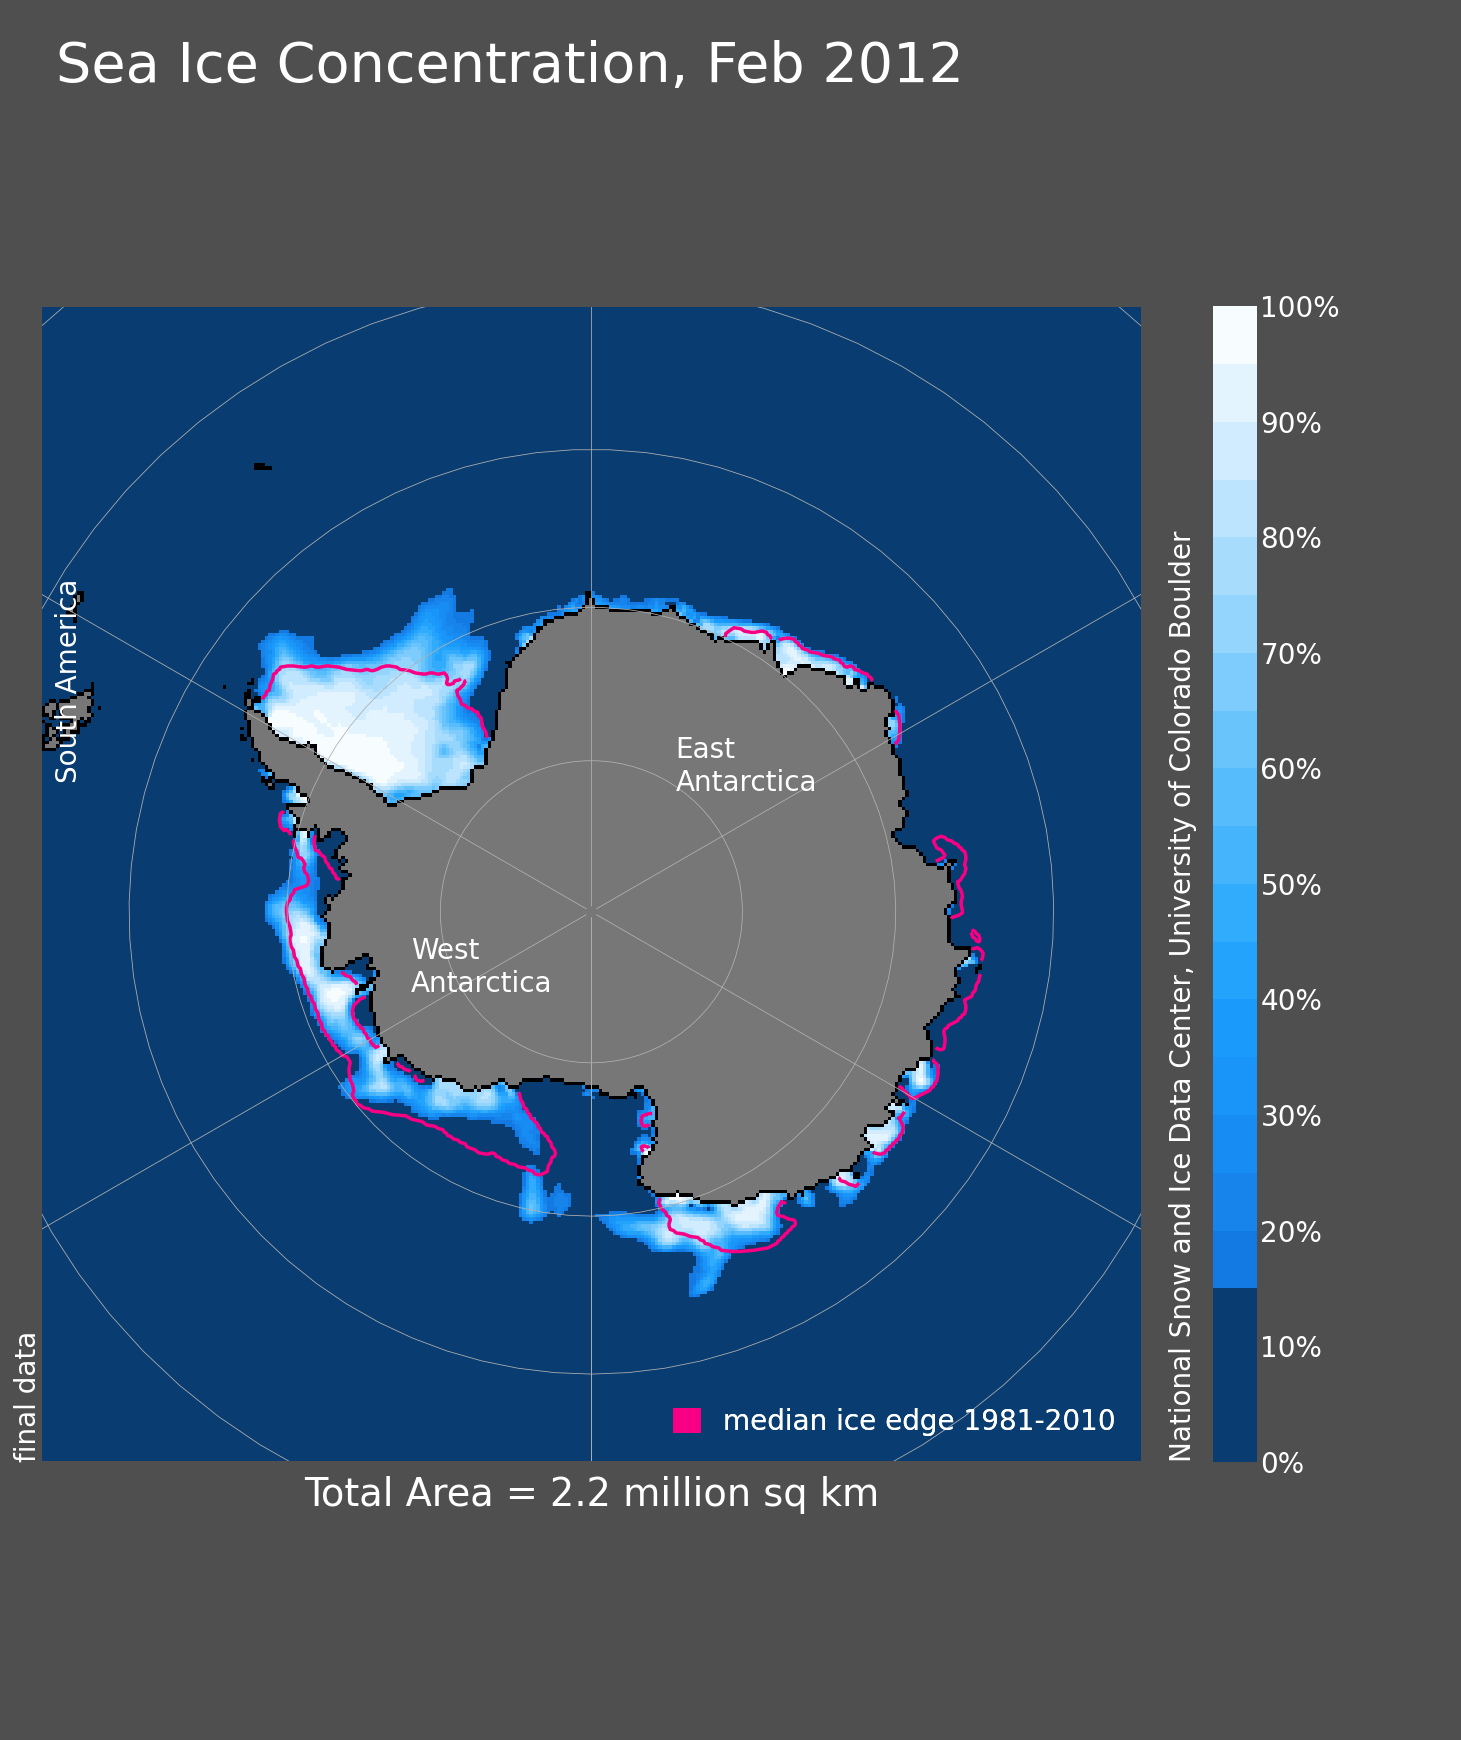 Sea Ice Concentration, Feb 2012
South America
East
Antarctica
West
Antarctica
median ice edge 1981-2010
final data
Total Area = 2.2 million sq km
National Snow and Ice Data Center, University of Colorado Boulder
100%
90%
80%
70%
60%
50%
40%
30%
20%
10%
0%